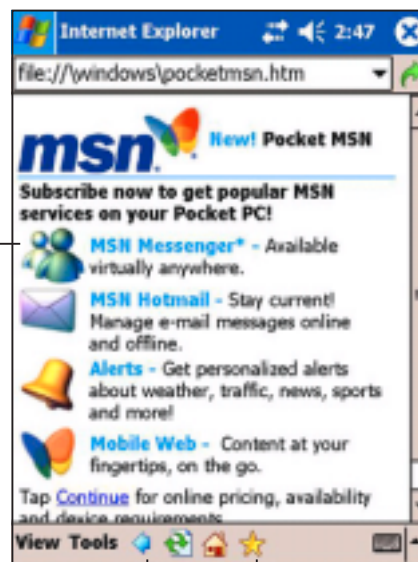 Internet Explorer 2:47
file://\windows\pocketmsn.htm
msn New! Pocket MSN
Subscribe now to get popular MSN
services on your Pocket PC!
MSN Messenger* - Available
virtually anywhere.
MSN Hotmail - Stay current!
Manage e-mail messages online
and offline.
Alerts - Get personalized alerts
about weather, traffic, news, sports
and more!
Mobile Web - Content at your
fingertips, on the go.
Tap Continue for online pricing, availability
and device requirements
View Tools